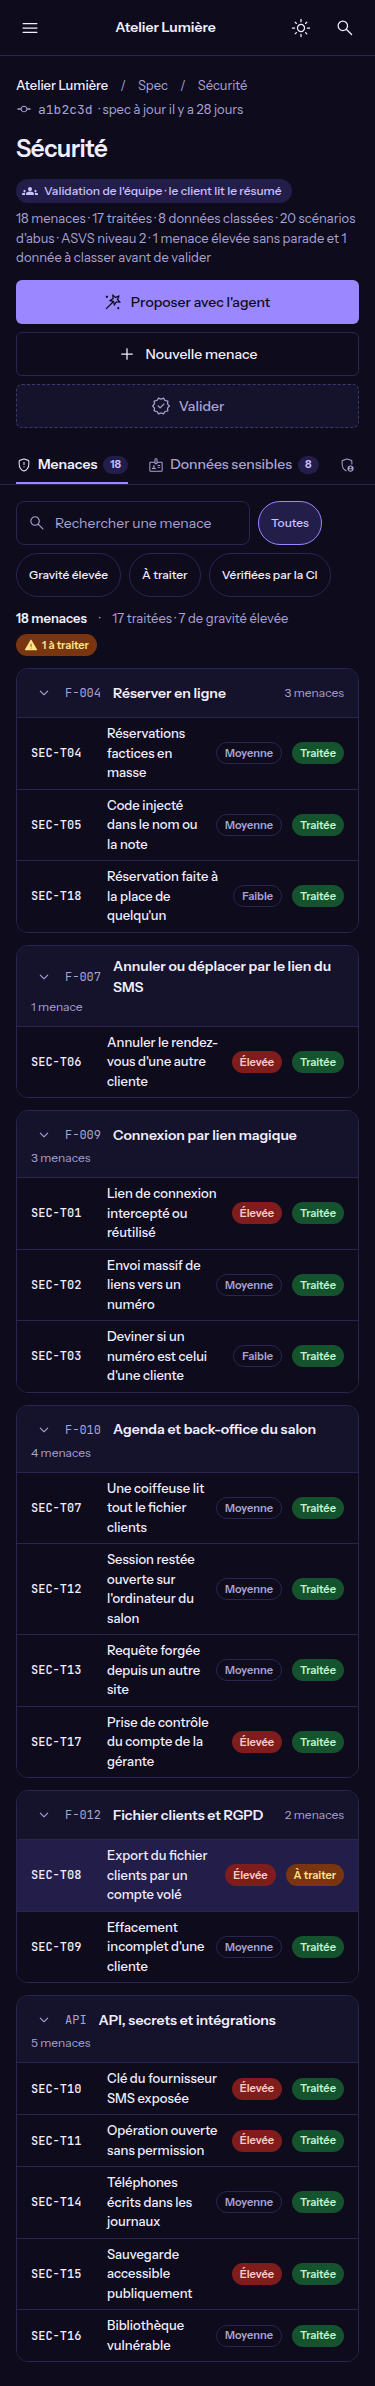 Atelier Lumière
Atelier Lumière / Spec / Sécurité
a1b2c3d · spec à jour il y a 28 jours
Sécurité
Validation de l'équipe · le client lit le résumé
18 menaces · 17 traitées · 8 données classées · 20 scénarios
d'abus · ASVS niveau 2 · 1 menace élevée sans parade et 1
donnée à classer avant de valider
Proposer avec l'agent
Nouvelle menace
Valider
Menaces 18 Données sensibles 8
Rechercher une menace Toutes
Gravité élevée À traiter Vérifiées par la CI
18 menaces · 17 traitées · 7 de gravité élevée
1 à traiter
F-004 Réserver en ligne 3 menaces
SEC-T04 Réservations
factices en
masse Moyenne Traitée
SEC-T05 Code injecté
dans le nom ou
la note Moyenne Traitée
SEC-T18 Réservation faite à
la place de
quelqu'un Faible Traitée
F-007 Annuler ou déplacer par le lien du
SMS
1 menace
SEC-T06 Annuler le rendez-
vous d'une autre
cliente Élevée Traitée
F-009 Connexion par lien magique
3 menaces
SEC-T01 Lien de connexion
intercepté ou
réutilisé Élevée Traitée
SEC-T02 Envoi massif de
liens vers un
numéro Moyenne Traitée
SEC-T03 Deviner si un
numéro est celui
d'une cliente Faible Traitée
F-010 Agenda et back-office du salon
4 menaces
SEC-T07 Une coiffeuse lit
tout le fichier
clients Moyenne Traitée
SEC-T12 Session restée
ouverte sur
l'ordinateur du
salon Moyenne Traitée
SEC-T13 Requête forgée
depuis un autre
site Moyenne Traitée
SEC-T17 Prise de contrôle
du compte de la
gérante Élevée Traitée
F-012 Fichier clients et RGPD 2 menaces
SEC-T08 Export du fichier
clients par un
compte volé Élevée À traiter
SEC-T09 Effacement
incomplet d'une
cliente Moyenne Traitée
API API, secrets et intégrations
5 menaces
SEC-T10 Clé du fournisseur
SMS exposée Élevée Traitée
SEC-T11 Opération ouverte
sans permission Élevée Traitée
SEC-T14 Téléphones
écrits dans les
journaux Moyenne Traitée
SEC-T15 Sauvegarde
accessible
publiquement Élevée Traitée
SEC-T16 Bibliothèque
vulnérable Moyenne Traitée